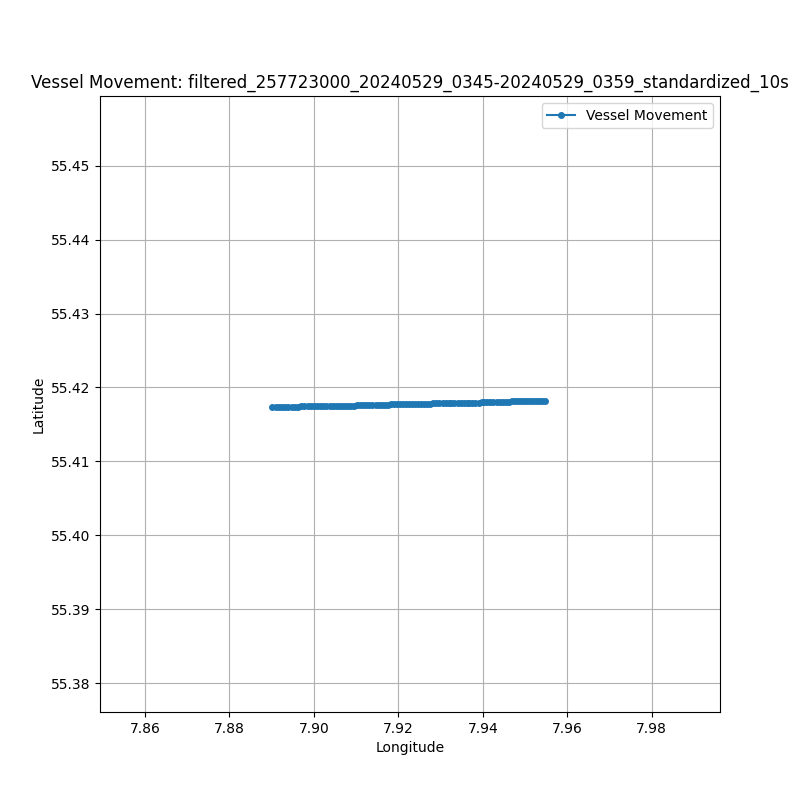 Vessel Movement: filtered_257723000_20240529_0345-20240529_0359_standardized_10s
Vessel Movement
55.45
55.44
55.43
55.42
55.41
55.40
55.39
55.38
Latitude
7.86 7.88 7.90 7.92 7.94 7.96 7.98
Longitude